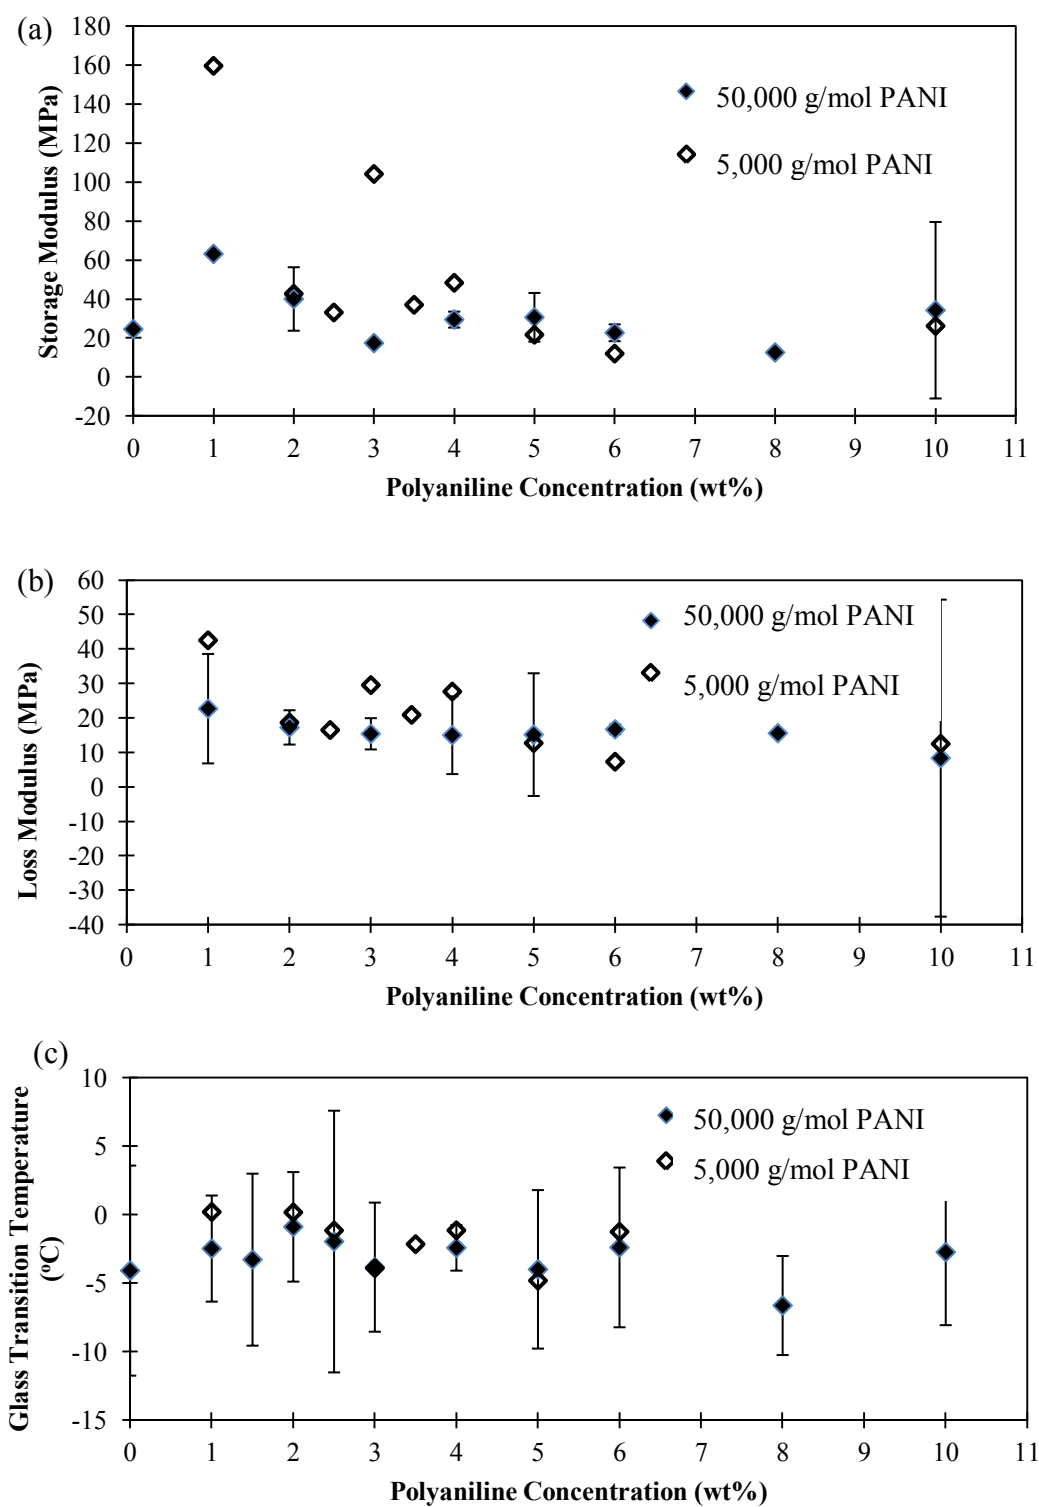 (a)
180
160
140
120
100
80
60
40
20
0
-20
Storage Modulus (MPa)
50,000 g/mol PANI
5,000 g/mol PANI
0 1 2 3 4 5 6 7 8 9 10 11
Polyaniline Concentration (wt%)
(b)
60
50
40
30
20
10
0
-10
-20
-30
-40
Loss Modulus (MPa)
50,000 g/mol PANI
5,000 g/mol PANI
0 1 2 3 4 5 6 7 8 9 10 11
Polyaniline Concentration (wt%)
(c)
10
5
0
-5
-10
-15
Glass Transition Temperature
(°C)
50,000 g/mol PANI
5,000 g/mol PANI
0 1 2 3 4 5 6 7 8 9 10 11
Polyaniline Concentration (wt%)